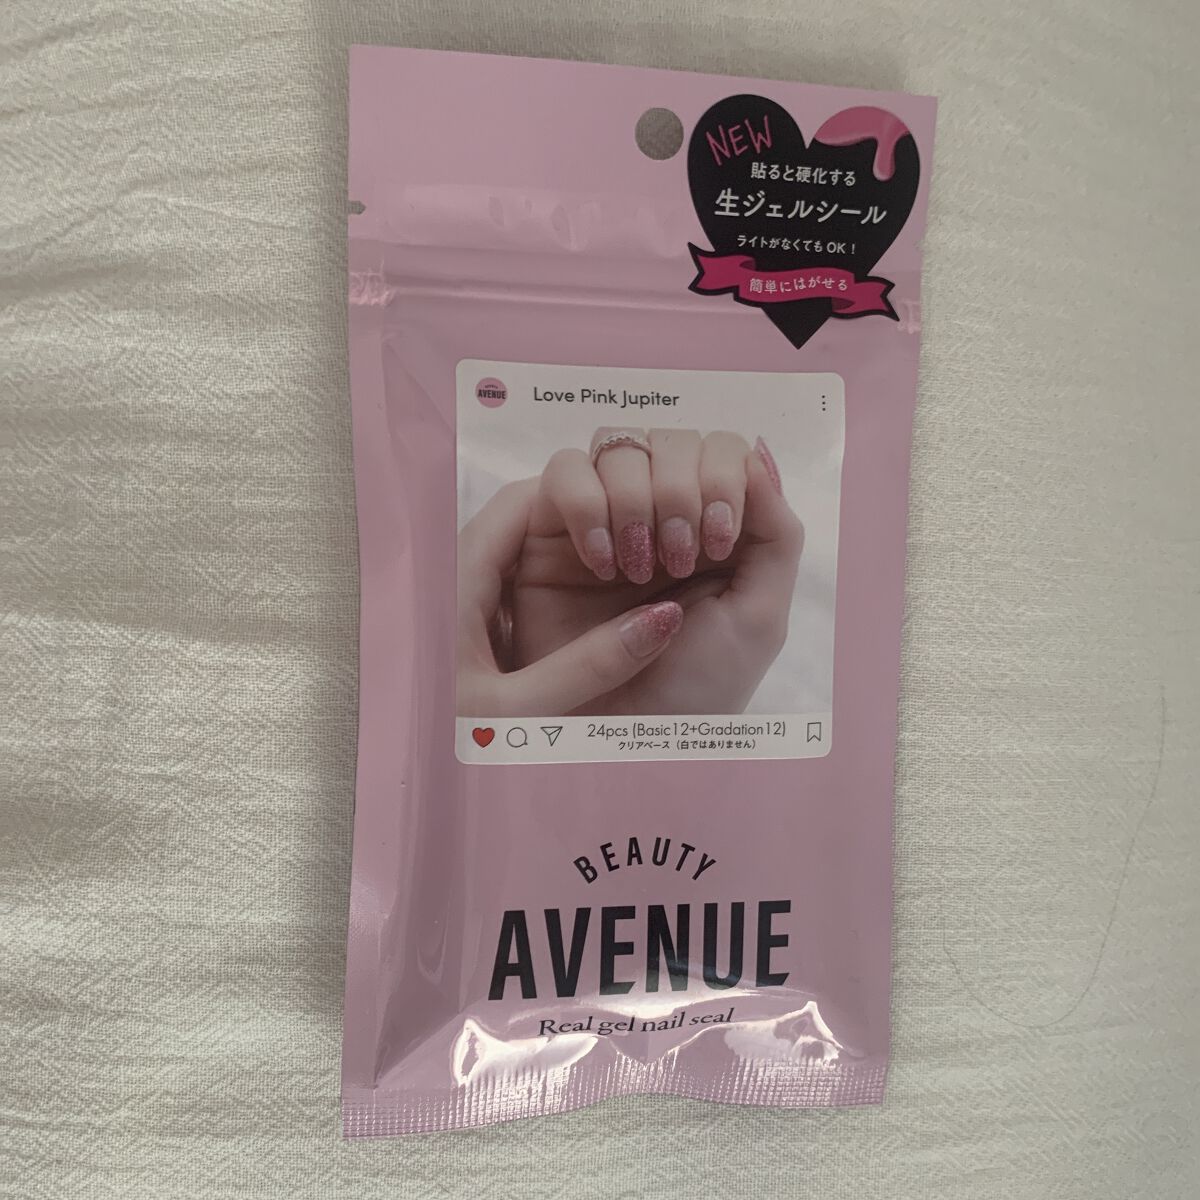 NEW
貼ると硬化する
生ジェルシール
ライトがなくてもOK!
簡単にはがせる
AVENUE
Love Pink Jupiter
24pcs (Basic12+Gradation12)
クリアベース（白ではありません）
BEAUTY
AVENUE
Real gel nail seal